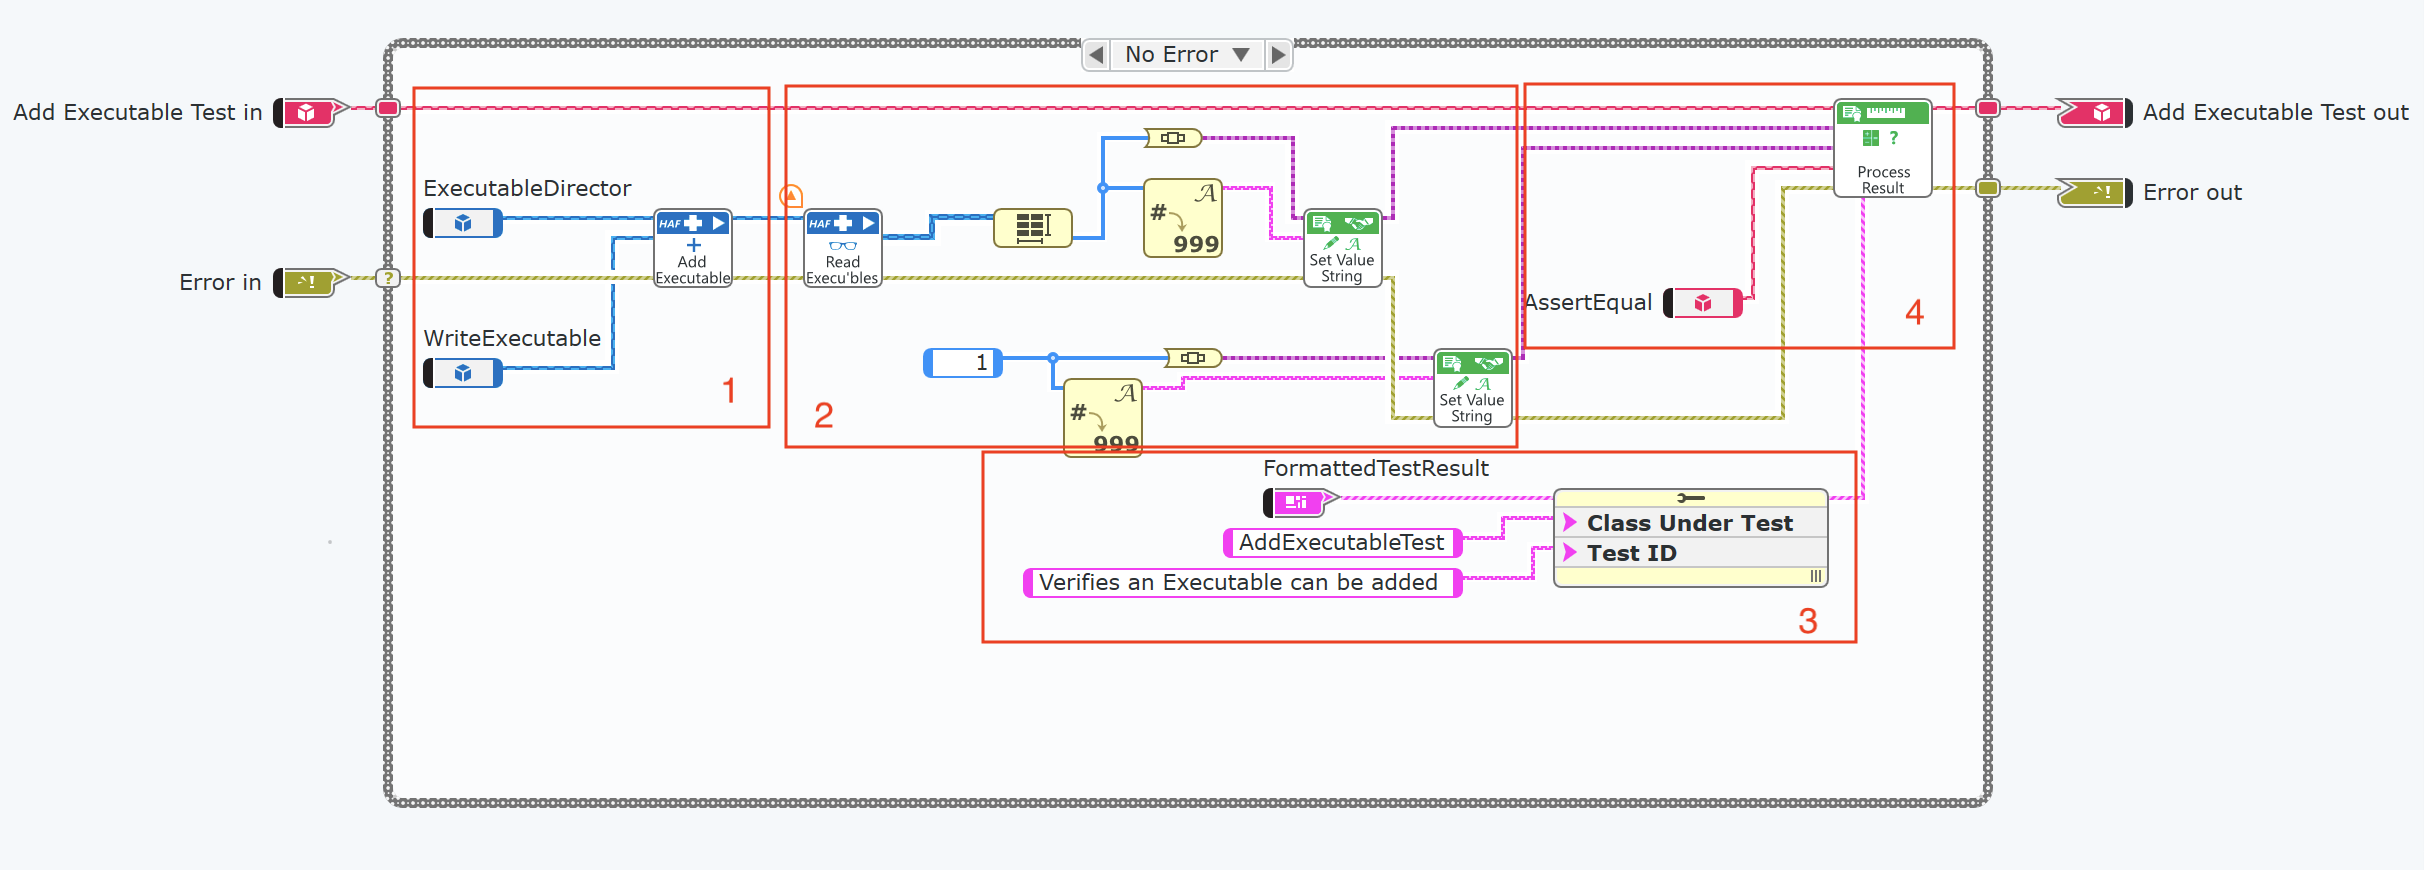 No Error
Add Executable Test in
Add Executable Test out
ExecutableDirector
Process
Result
Error out
HAF
Add
Executable
HAF
Read
Execu'bles
A
#
999
Set Value
String
A
Error in
AssertEqual
4
WriteExecutable
1
1
2
A
#
999
Set Value
String
A
FormattedTestResult
Class Under Test
AddExecutableTest
Test ID
Verifies an Executable can be added
3